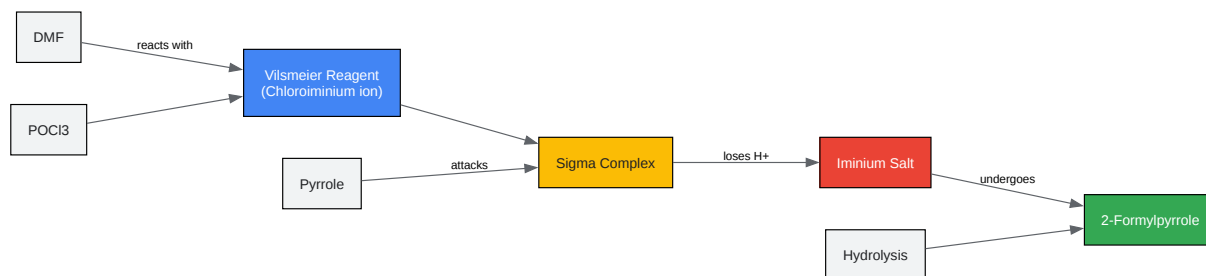 DMF
reacts with
POCl3
Vilsmeier Reagent
(Chloroiminium ion)
Pyrrole
attacks
Sigma Complex
loses H+
Iminium Salt
undergoes
Hydrolysis
2-Formylpyrrole